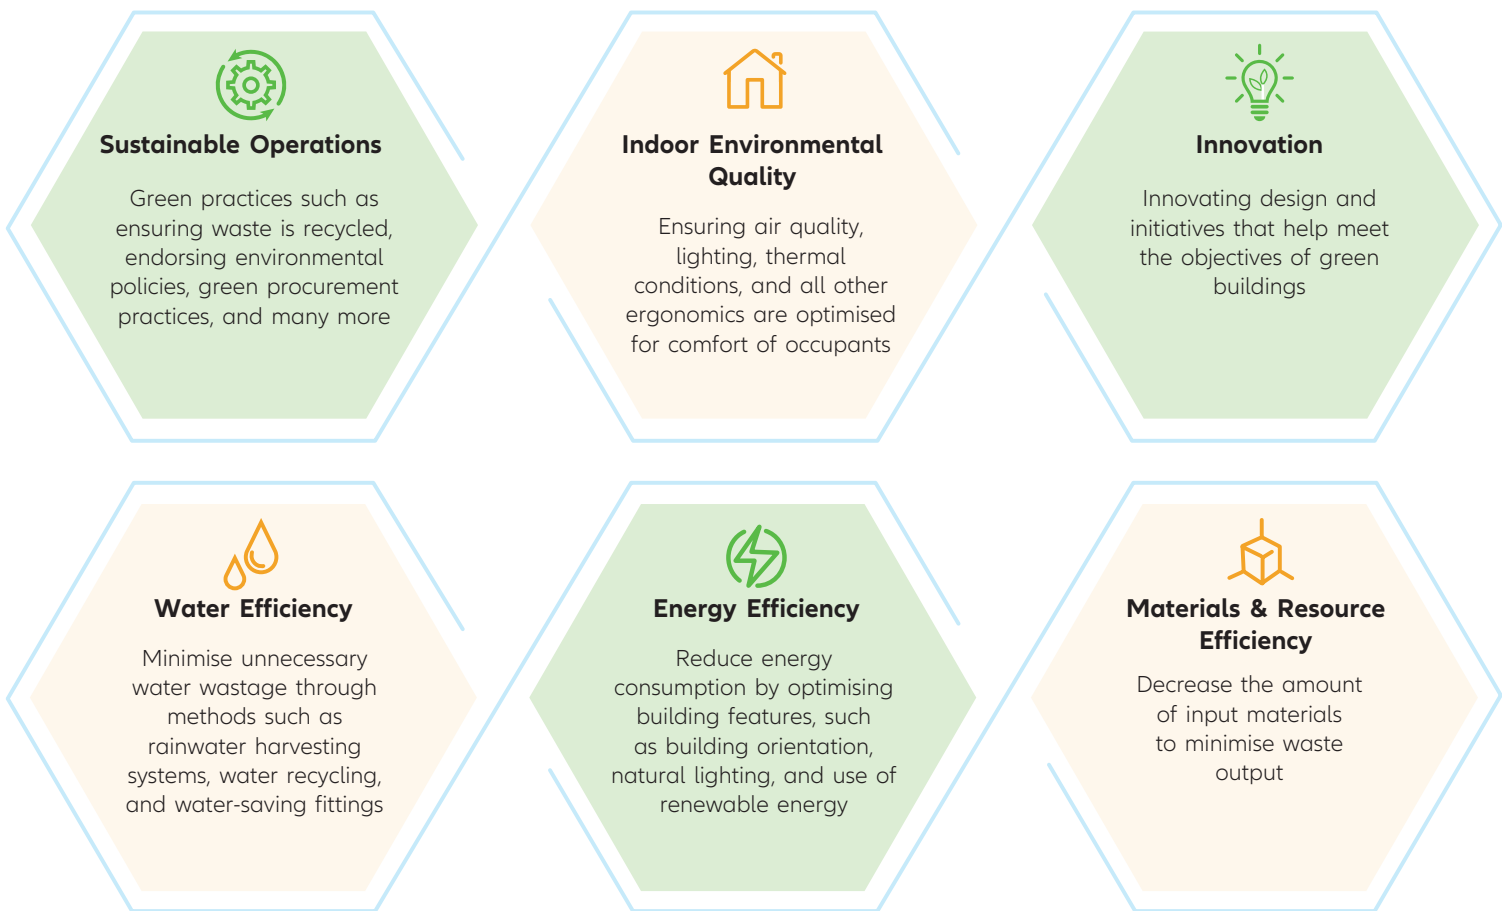 Sustainable Operations
Green practices such as
ensuring waste is recycled,
endorsing environmental
policies, green procurement
practices, and many more
Indoor Environmental
Quality
Ensuring air quality,
lighting, thermal
conditions, and all other
ergonomics are optimised
for comfort of occupants
Innovation
Innovating design and
initiatives that help meet
the objectives of green
buildings
Water Efficiency
Minimise unnecessary
water wastage through
methods such as
rainwater harvesting
systems, water recycling,
and water-saving fittings
Energy Efficiency
Reduce energy
consumption by optimising
building features, such
as building orientation,
natural lighting, and use of
renewable energy
Materials & Resource
Efficiency
Decrease the amount
of input materials
to minimise waste
output